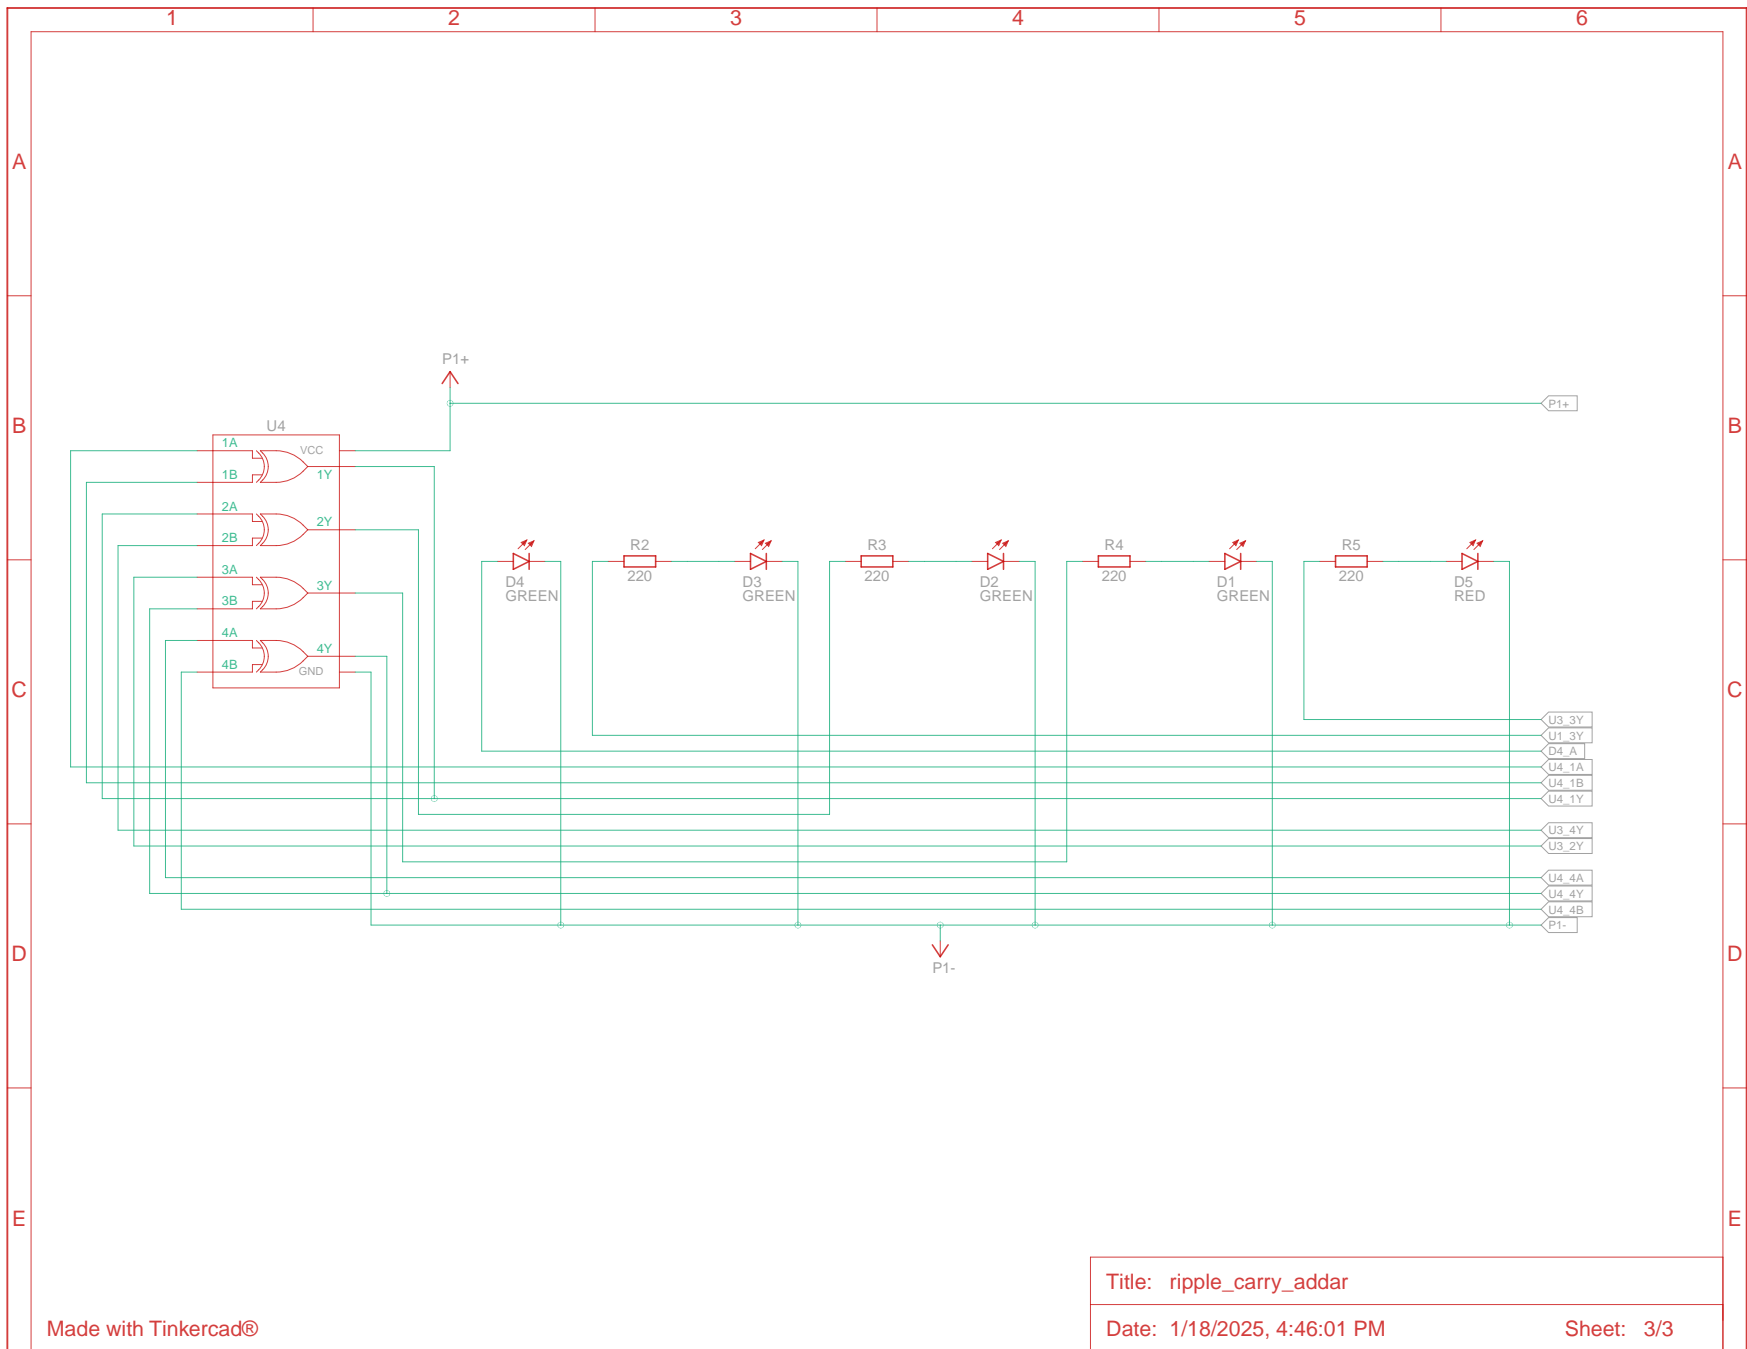 1 2 3 4 5 6
A A
P1+
P1+
B B
U4
1A VCC
1B 1Y
2A 2Y
2B
3A 3Y
3B
4A 4Y
4B GND
R2 R3 R4 R5
D4 220 D3 220 D2 220 D1 220 D5
GREEN GREEN GREEN GREEN RED
C C
U3_3Y
U1_3Y
D4_A
U4_1A
U4_1B
U4_1Y
U3_4Y
U3_2Y
U4_4A
U4_4Y
U4_4B
P1-
D D
P1-
E E
Title: ripple_carry_addar
Made with Tinkercad®
Date: 1/18/2025, 4:46:01 PM Sheet: 3/3